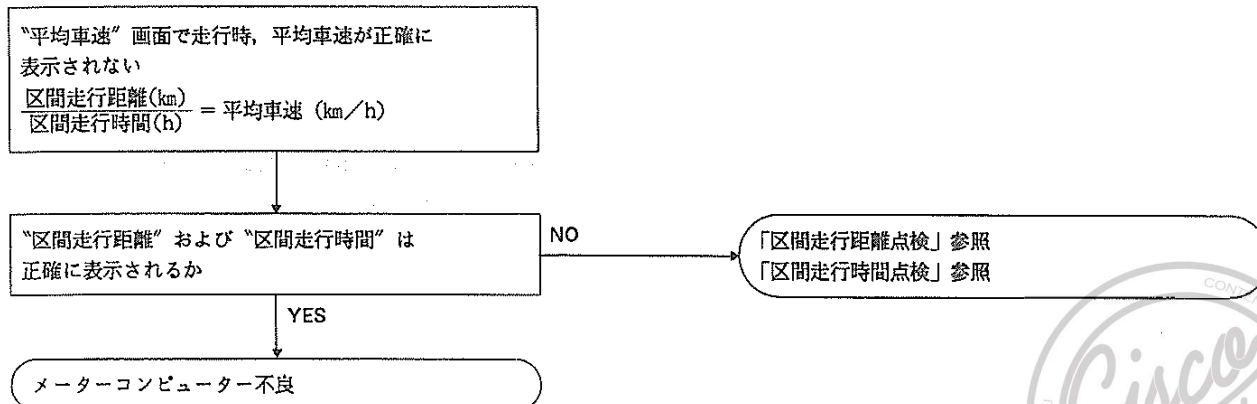 “平均車速” 画面で走行時, 平均車速が正確に
表示されない
区間走行距離(km)
区間走行時間(h)
= 平均車速 (km/h)
“区間走行距離” および “区間走行時間” は
正確に表示されるか
NO
「区間走行距離点検」参照
「区間走行時間点検」参照
YES
メーターコンピューター不良
Cisco